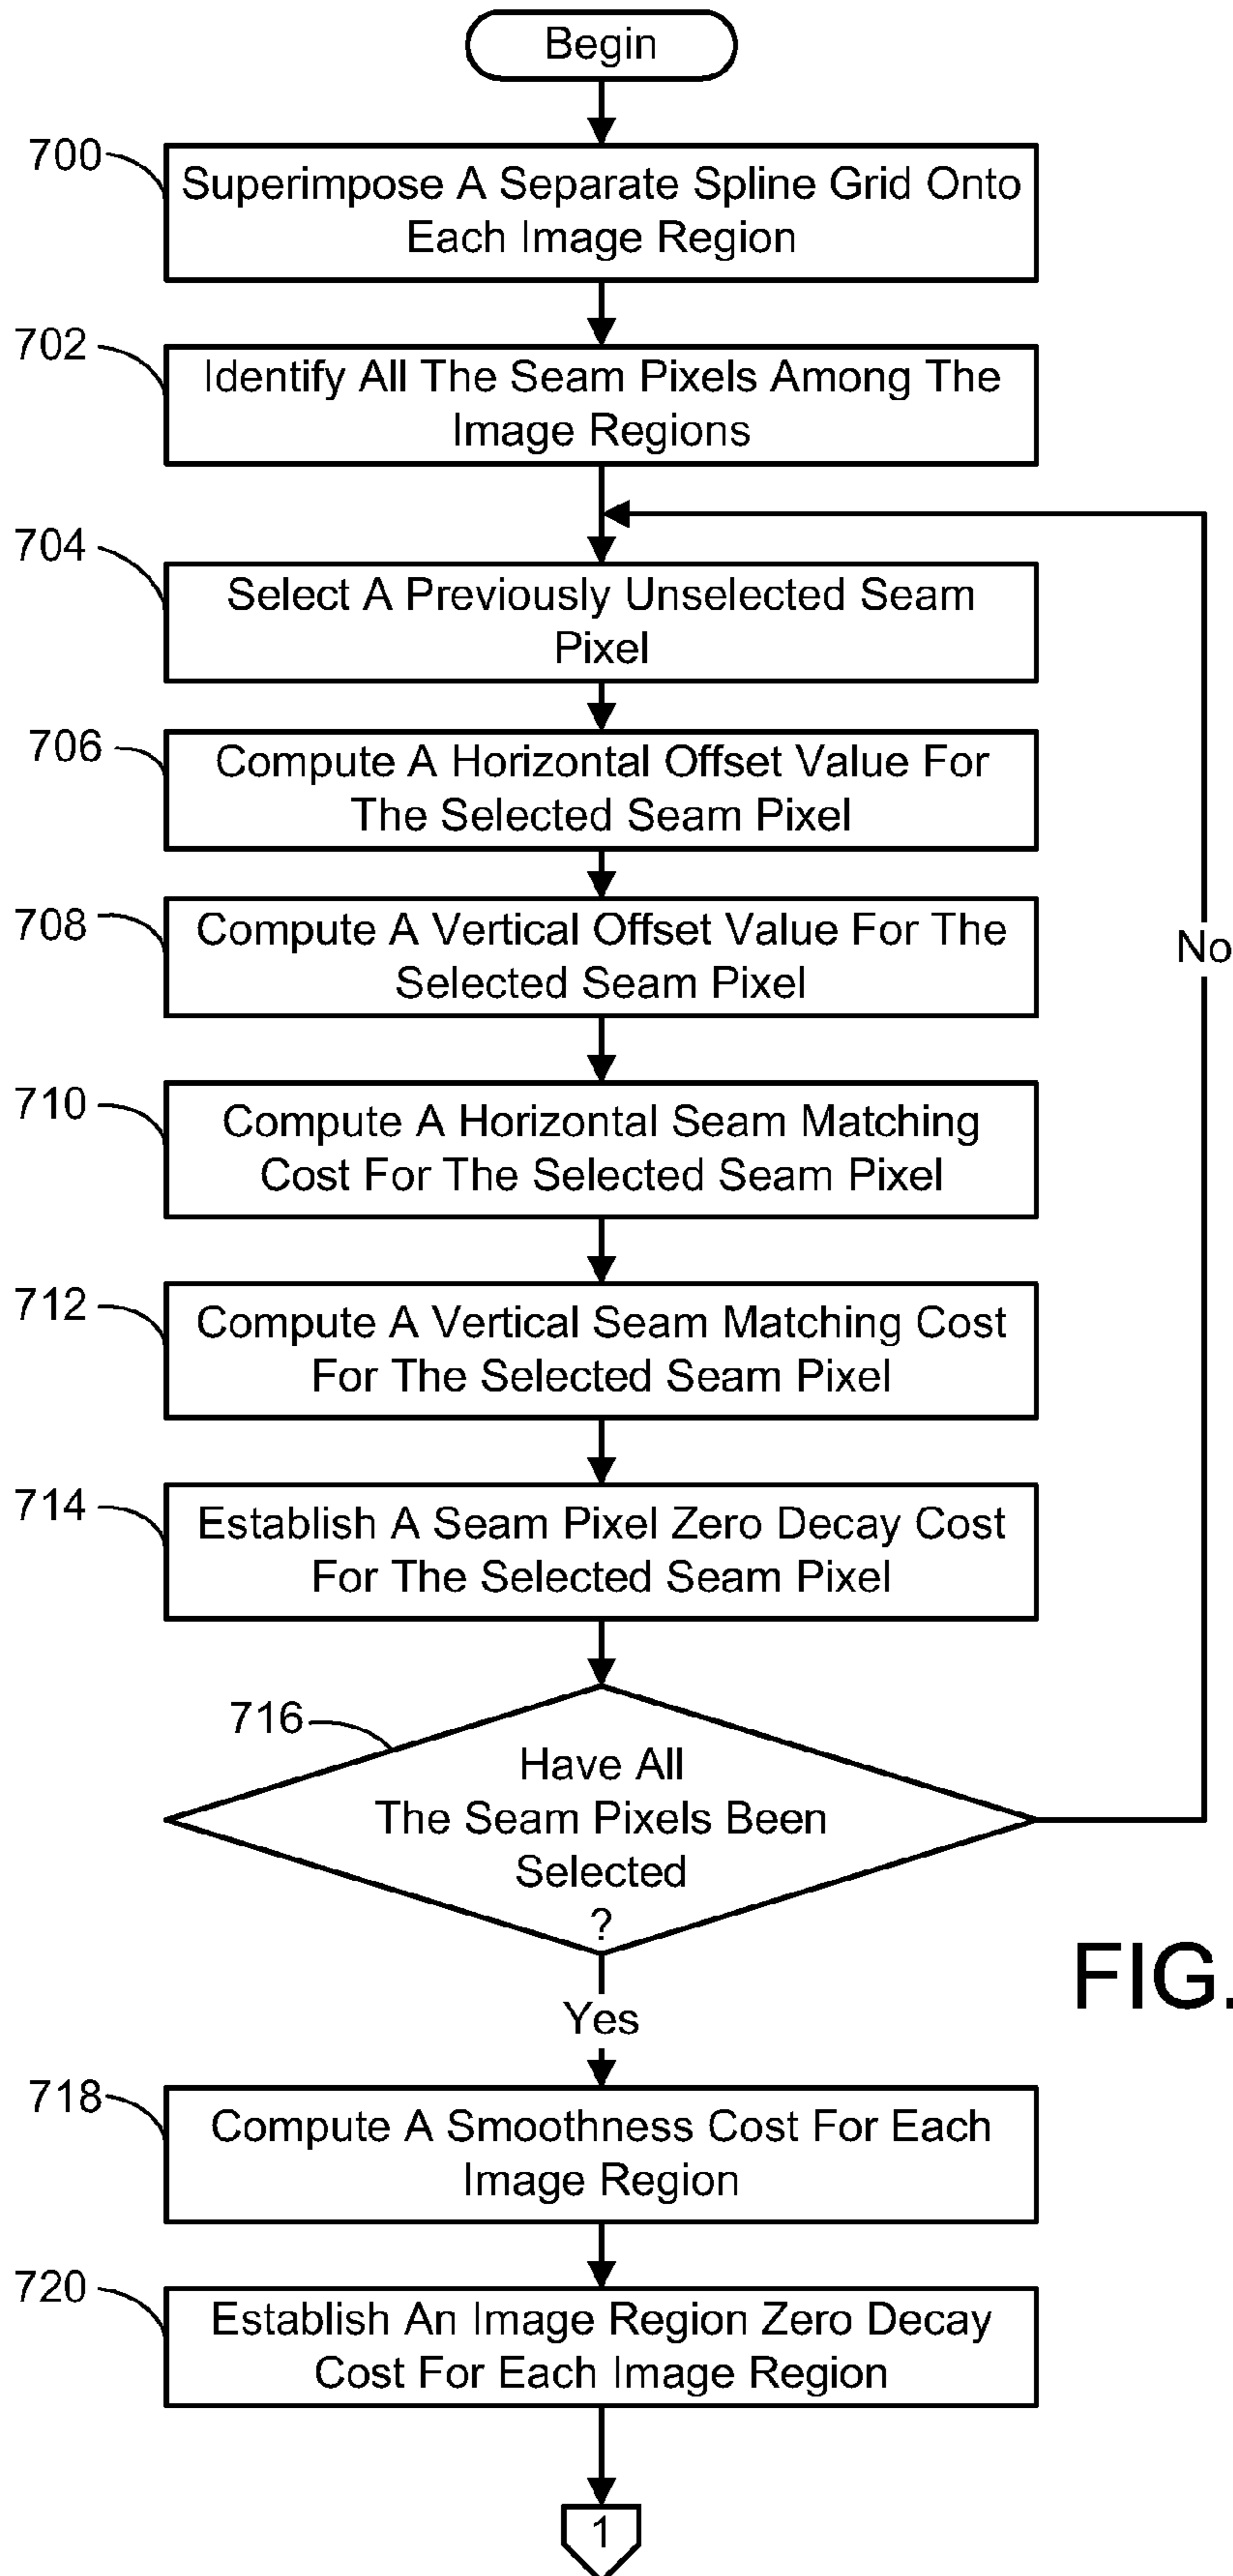 Begin
700
Superimpose A Separate Spline Grid Onto
Each Image Region
702
Identify All The Seam Pixels Among The
Image Regions
704
Select A Previously Unselected Seam
Pixel
706
Compute A Horizontal Offset Value For
The Selected Seam Pixel
708
Compute A Vertical Offset Value For The
Selected Seam Pixel
No
710
Compute A Horizontal Seam Matching
Cost For The Selected Seam Pixel
712
Compute A Vertical Seam Matching Cost
For The Selected Seam Pixel
714
Establish A Seam Pixel Zero Decay Cost
For The Selected Seam Pixel
716
Have All
The Seam Pixels Been
Selected
?
FIG.
Yes
718
Compute A Smoothness Cost For Each
Image Region
720
Establish An Image Region Zero Decay
Cost For Each Image Region
1